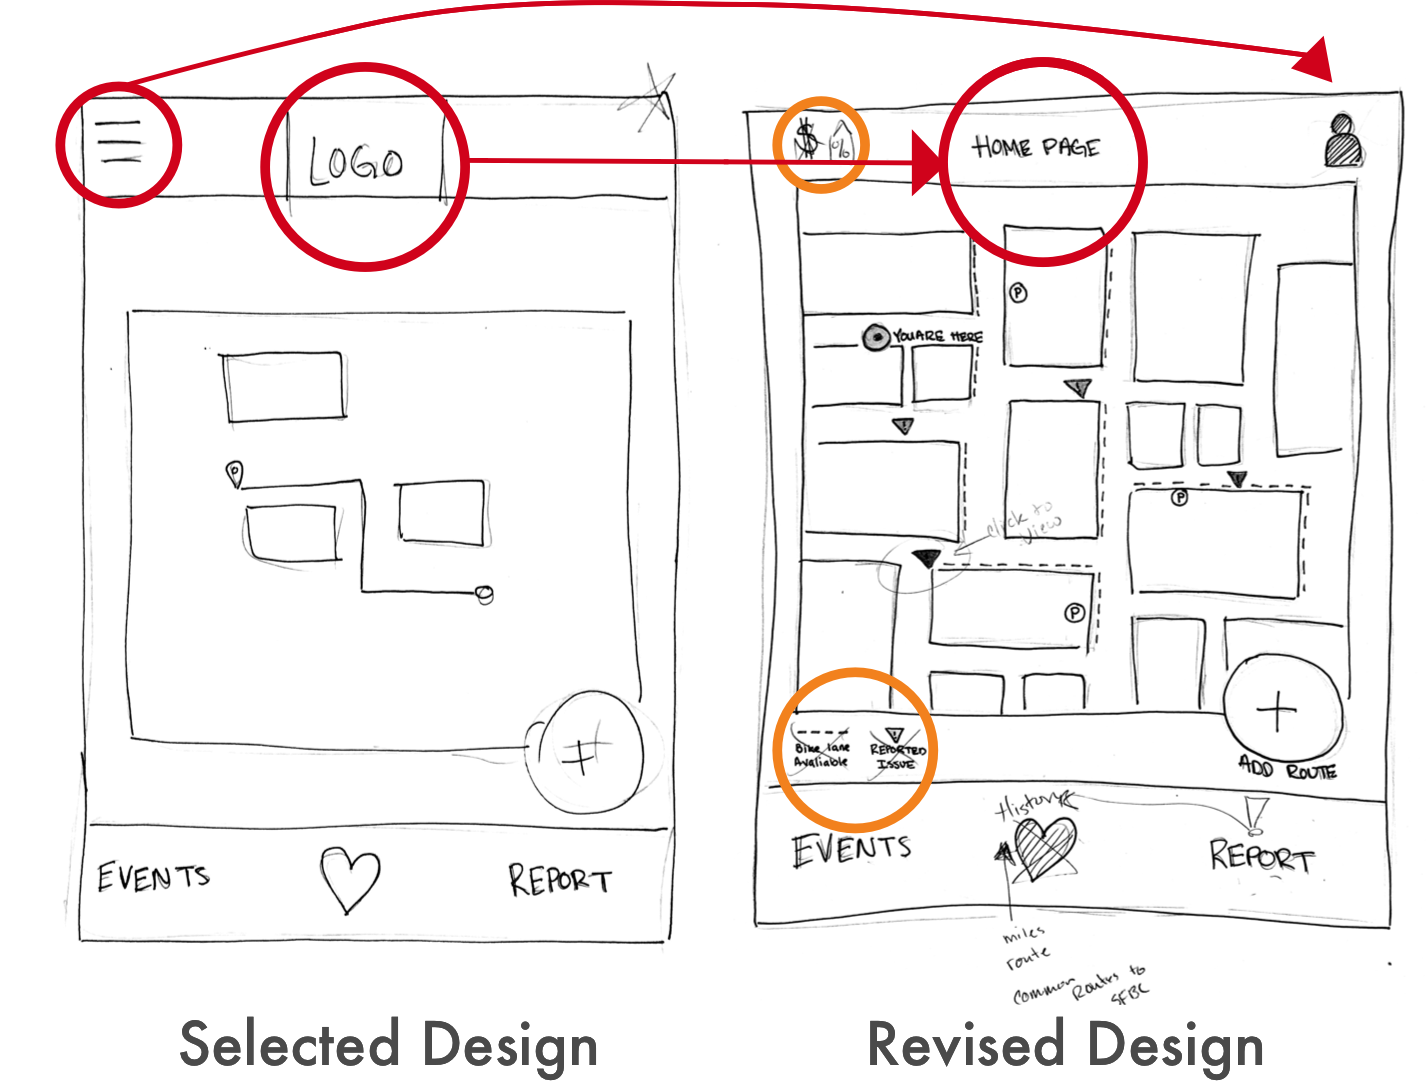 LOGO
EVENTS
REPORT
Selected Design
$ %
HOME PAGE
P
YOU ARE HERE
!
!
P
click to
view
P
Bike lane
Avaliable
!
REPORTED
ISSUE
+
ADD ROUTE
History
EVENTS
REPORT
miles
route
common Routes to
SFBC
Revised Design